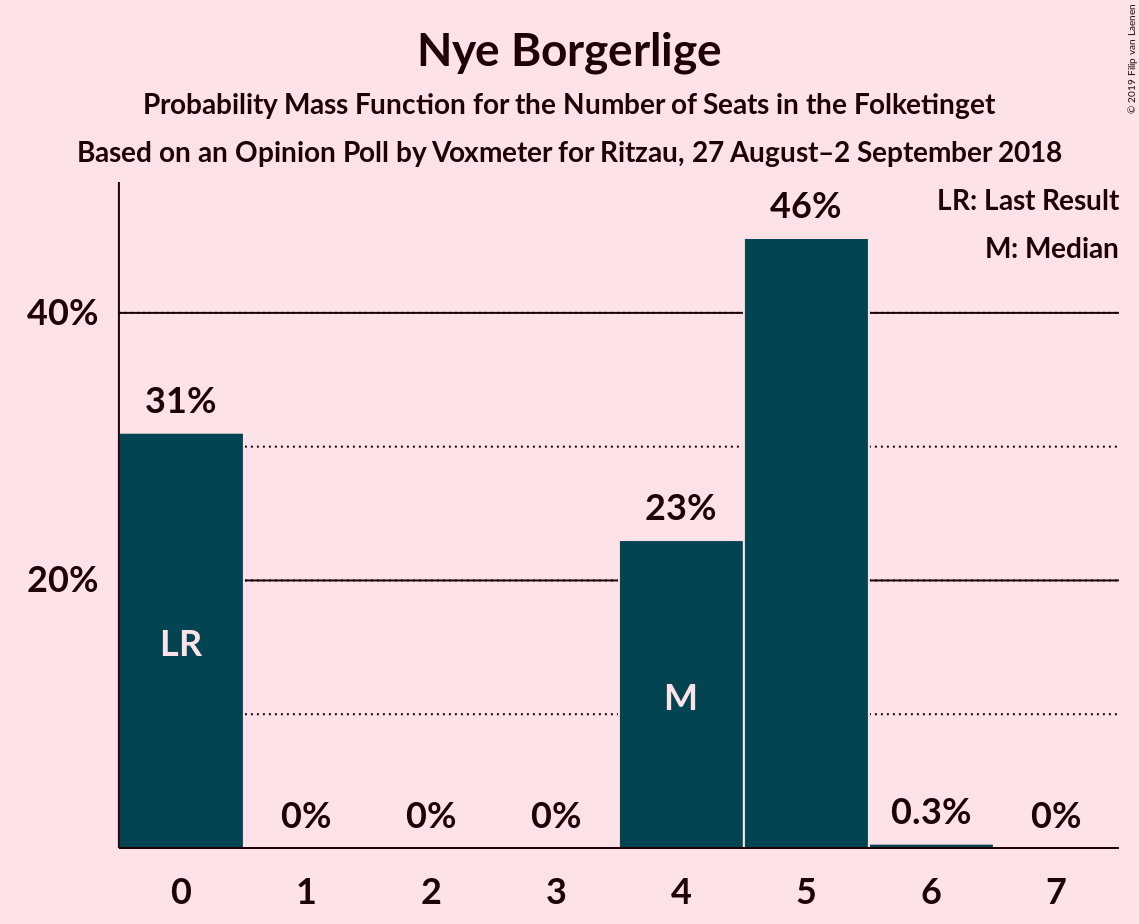 Nye Borgerlige
Probability Mass Function for the Number of Seats in the Folketinget
Based on an Opinion Poll by Voxmeter for Ritzau, 27 August–2 September 2018
© 2019 Filip van Laenen
LR: Last Result
M: Median
40%
20%
31%
0%
0%
0%
23%
46%
0.3%
0%
LR
M
0 1 2 3 4 5 6 7